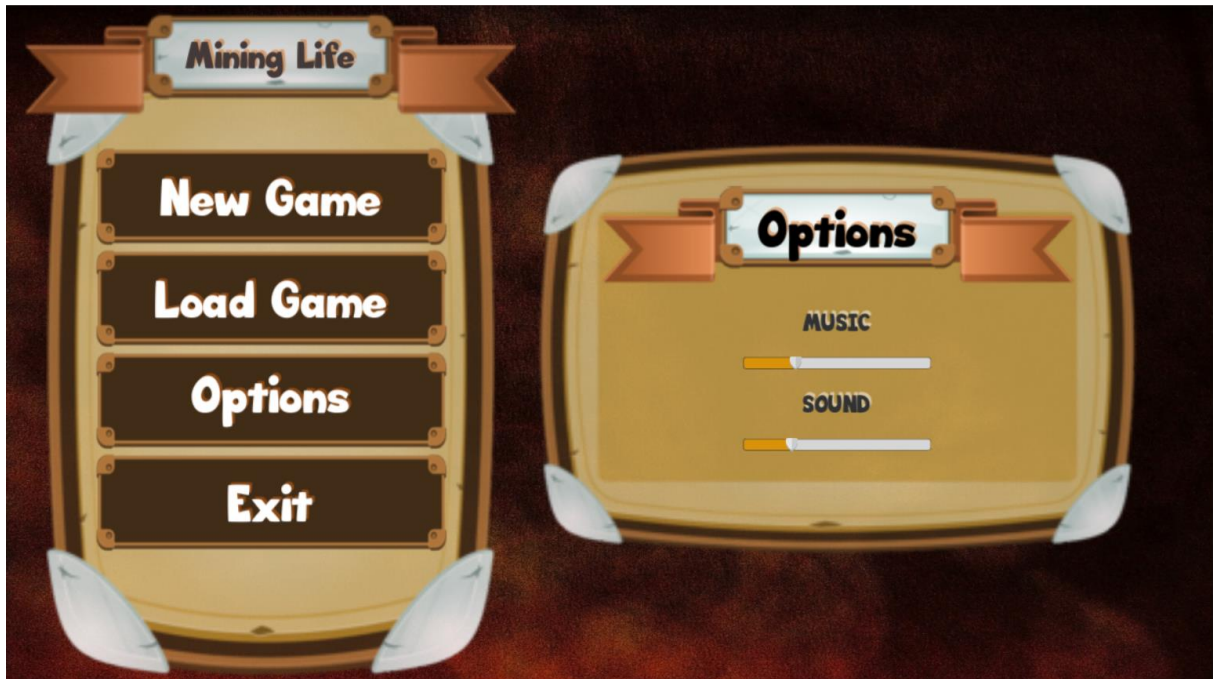 Mining Life
New Game
Load Game
Options
Exit
Options
MUSIC
SOUND